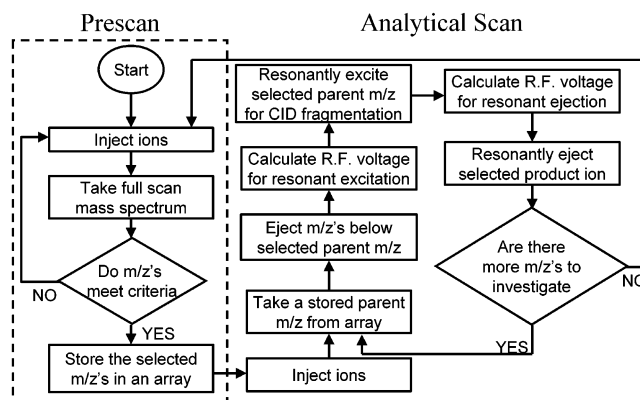 Prescan
Start
Inject ions
Take full scan
mass spectrum
Do m/z's
meet criteria
NO
YES
Store the selected
m/z's in an array
Analytical Scan
Inject ions
Take a stored parent
m/z from array
Eject m/z's below
selected parent m/z
Calculate R.F. voltage
for resonant excitation
Resonantly excite
selected parent m/z
for CID fragmentation
Calculate R.F. voltage
for resonant ejection
Resonantly eject
selected product ion
Are there
more m/z's to
investigate
NO
YES